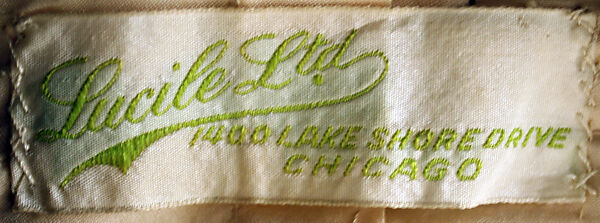 Lucile Ltd
1400 LAKE SHORE DRIVE
CHICAGO